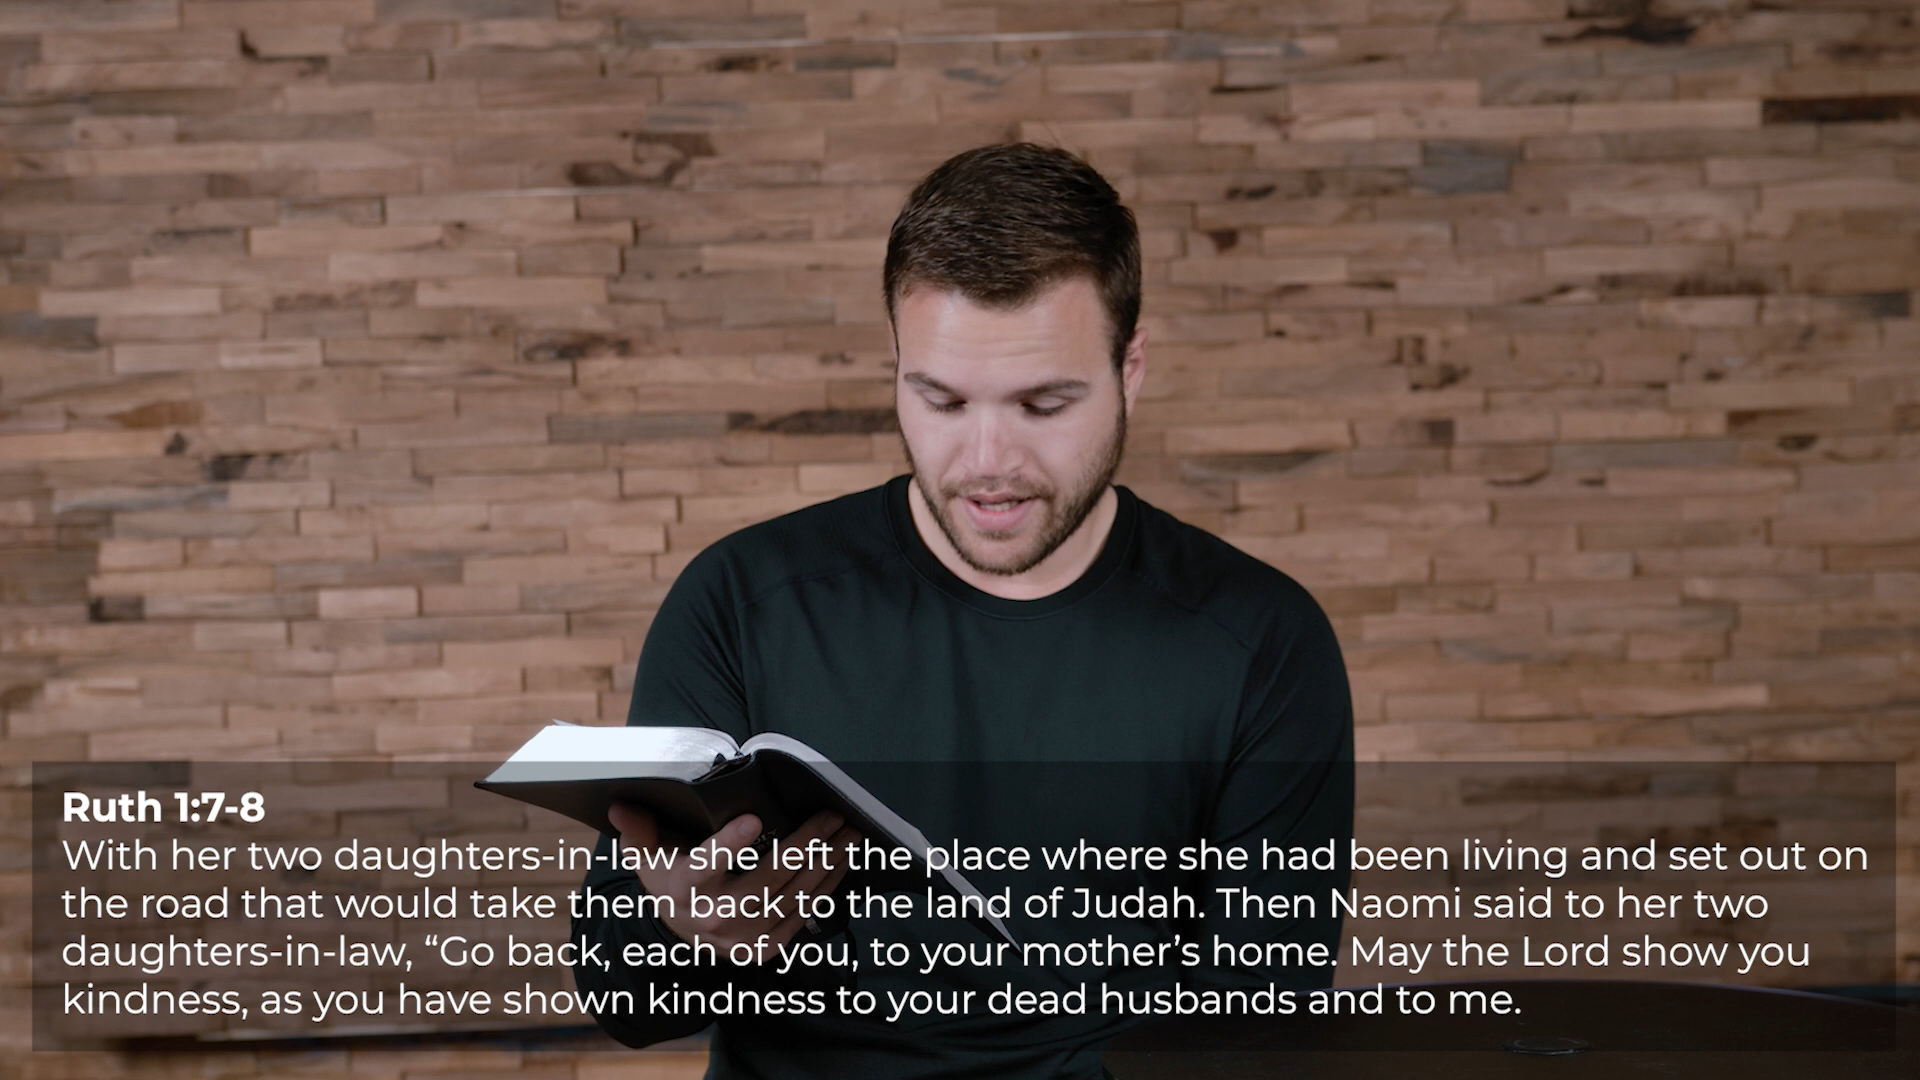 Ruth 1:7-8
With her two daughters-in-law she left the place where she had been living and set out on
the road that would take them back to the land of Judah. Then Naomi said to her two
daughters-in-law, “Go back, each of you, to your mother’s home. May the Lord show you
kindness, as you have shown kindness to your dead husbands and to me.